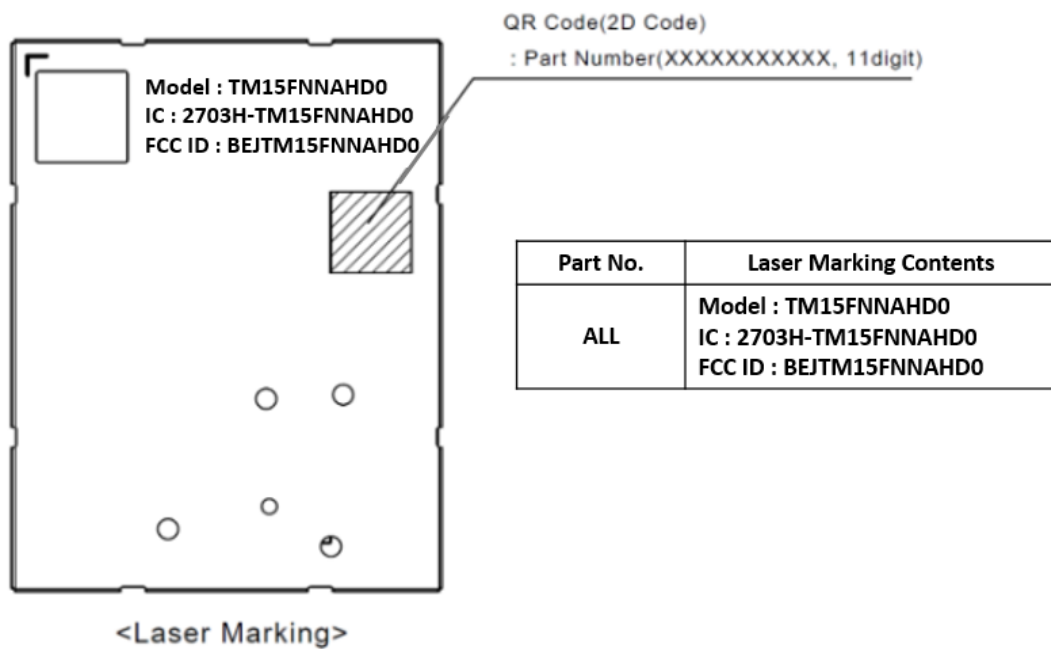 QR Code(2D Code)
: Part Number(XXXXXXXXXXX, 11digit)
Model : TM15FNNAHD0
IC : 2703H-TM15FNNAHD0
FCC ID : BEJTM15FNNAHD0
Part No.
Laser Marking Contents
ALL
Model : TM15FNNAHD0
IC : 2703H-TM15FNNAHD0
FCC ID : BEJTM15FNNAHD0
<Laser Marking>